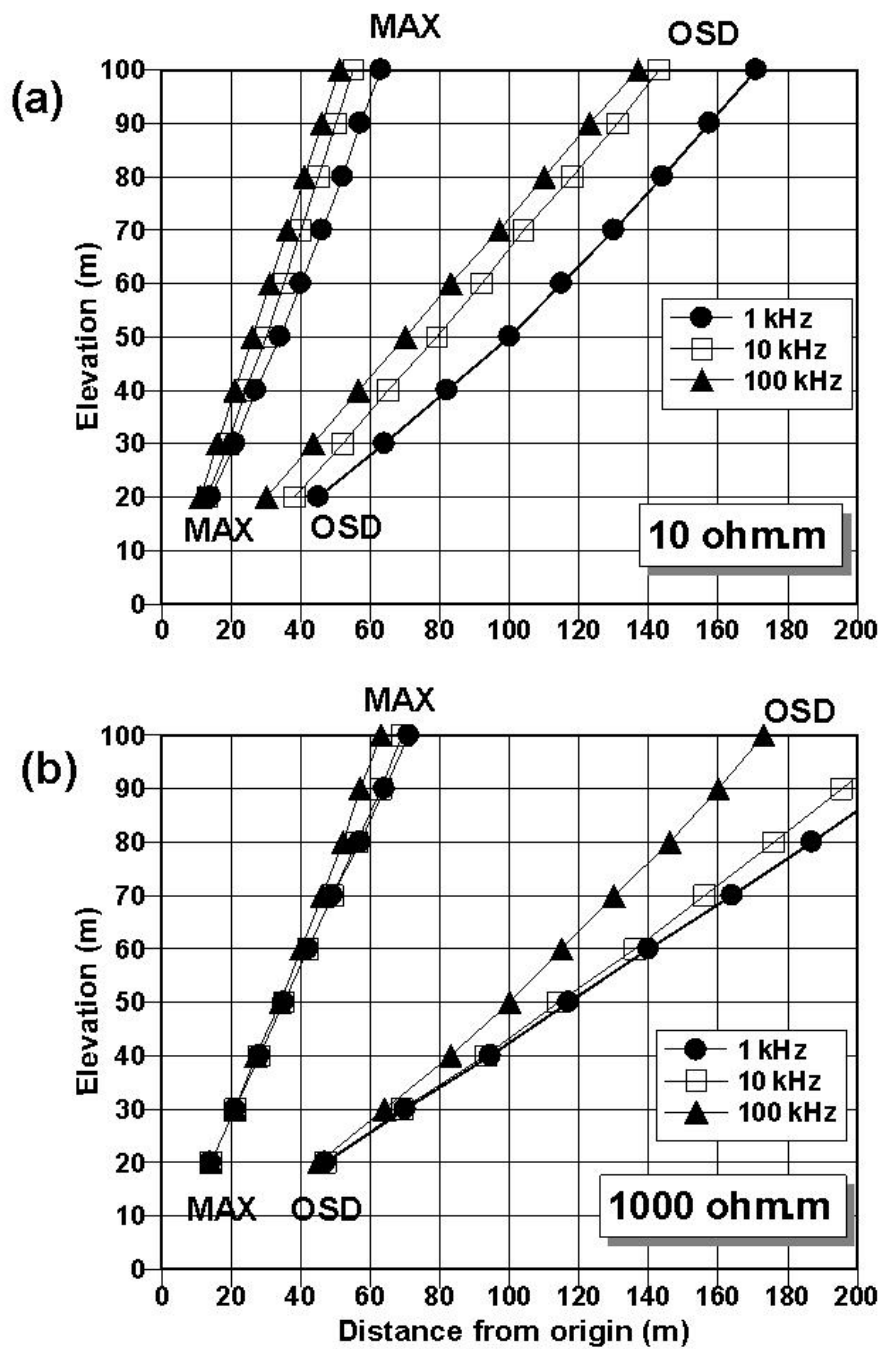 MAX OSD
(a)
100
90
80
70
60
50
40
30
20
10
0
Elevation (m)
1 kHz
10 kHz
100 kHz
MAX OSD
10 ohm.m
0 20 40 60 80 100 120 140 160 180 200
MAX OSD
(b)
100
90
80
70
60
50
40
30
20
10
0
Elevation (m)
1 kHz
10 kHz
100 kHz
MAX OSD
1000 ohm.m
0 20 40 60 80 100 120 140 160 180 200
Distance from origin (m)